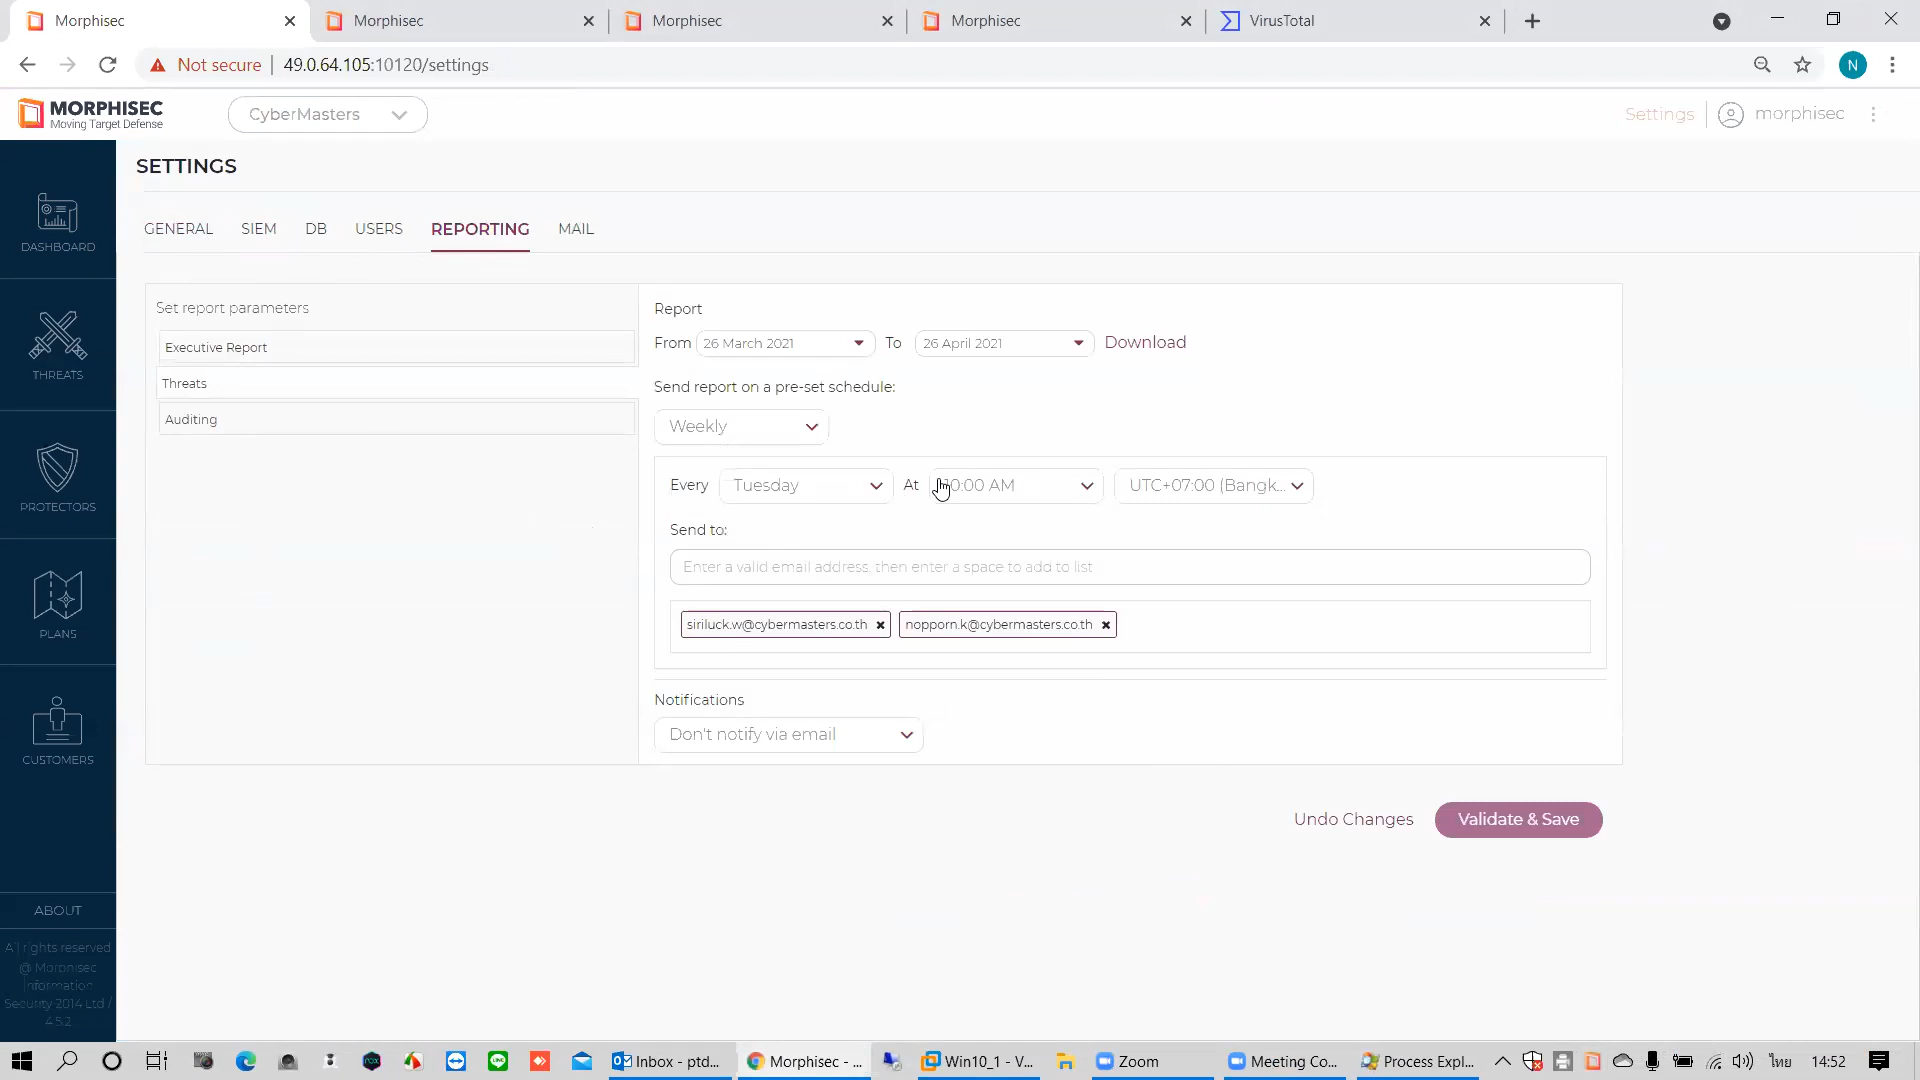 Morphisec
Morphisec
Morphisec
Morphisec
VirusTotal
Not secure
49.0.64.105:10120/settings
N
MORPHISEC
Moving Target Defense
CyberMasters
Settings
morphisec
SETTINGS
DASHBOARD
THREATS
PROTECTORS
PLANS
CUSTOMERS
ABOUT
All rights reserved
@ Morphisec
Information
Security 2014 Ltd /
4.5.2
GENERAL SIEM DB USERS REPORTING MAIL
Set report parameters
Executive Report
Threats
Auditing
Report
From 26 March 2021 To 26 April 2021 Download
Send report on a pre-set schedule:
Weekly
Every Tuesday At 10:00 AM UTC+07:00 (Bangk...
Send to:
Enter a valid email address, then enter a space to add to list
siriluck.w@cybermasters.co.th nopporn.k@cybermasters.co.th
Notifications
Don't notify via email
Undo Changes
Validate & Save
Inbox - ptd...
Morphisec - ...
Win10_1 - V...
Zoom
Meeting Co...
Process Expl...
ไทย
14:52